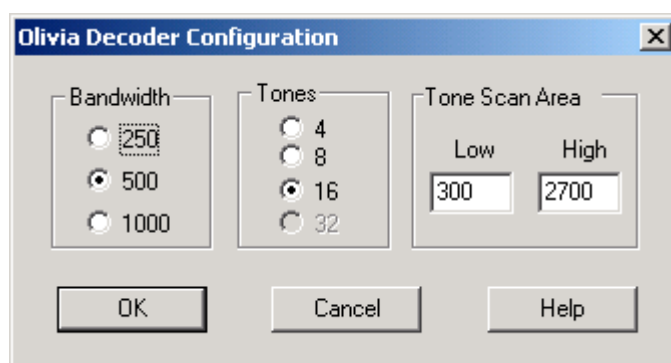 Olivia Decoder Configuration
Bandwidth
250
500
1000
Tones
4
8
16
32
Tone Scan Area
Low High
300 2700
OK Cancel Help